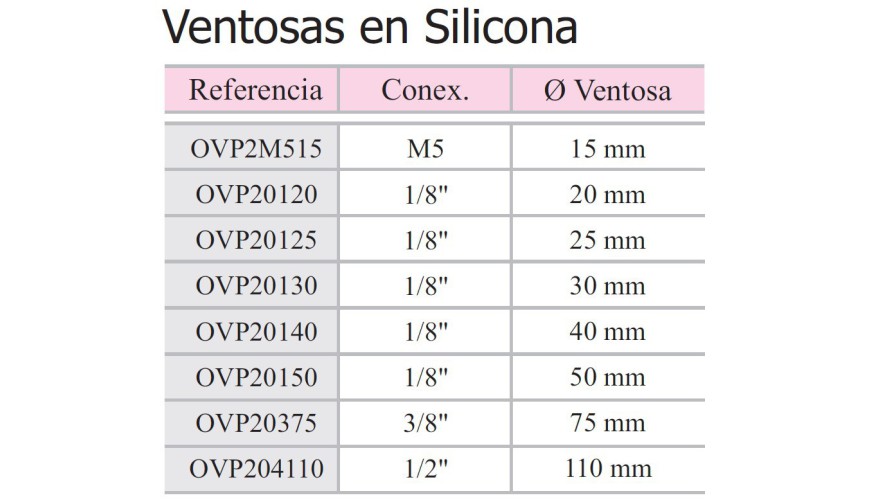 Ventosas en Silicona
Referencia Conex. Ø Ventosa
OVP2M515 M5 15 mm
OVP20120 1/8" 20 mm
OVP20125 1/8" 25 mm
OVP20130 1/8" 30 mm
OVP20140 1/8" 40 mm
OVP20150 1/8" 50 mm
OVP20375 3/8" 75 mm
OVP204110 1/2" 110 mm